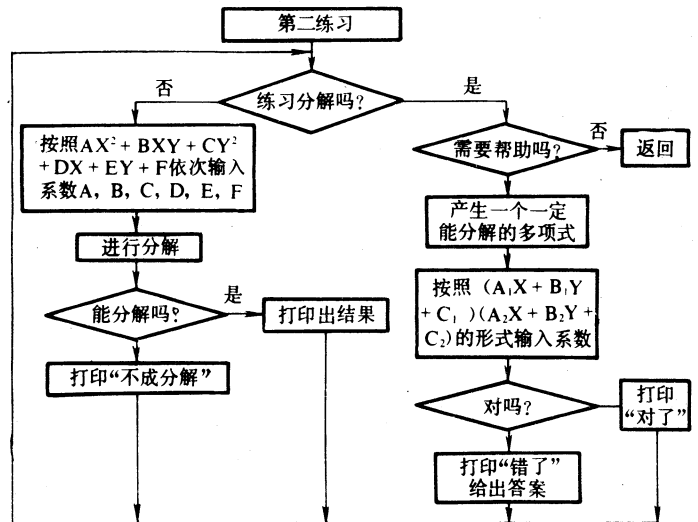 第二练习
否
练习分解吗?
是
按照AX²+BXY+CY²
+DX+EY+F依次输入
系数A，B，C，D，E，F
需要帮助吗?
否
返回
产生一个一定
能分解的多项式
进行分解
能分解吗?
是
打印出结果
按照（A₁X+B₁Y
+C₁）(A₂X+B₂Y+
C₂)的形式输入系数
打印“不成分解”
对吗?
打印
“对了”
打印“错了”
给出答案